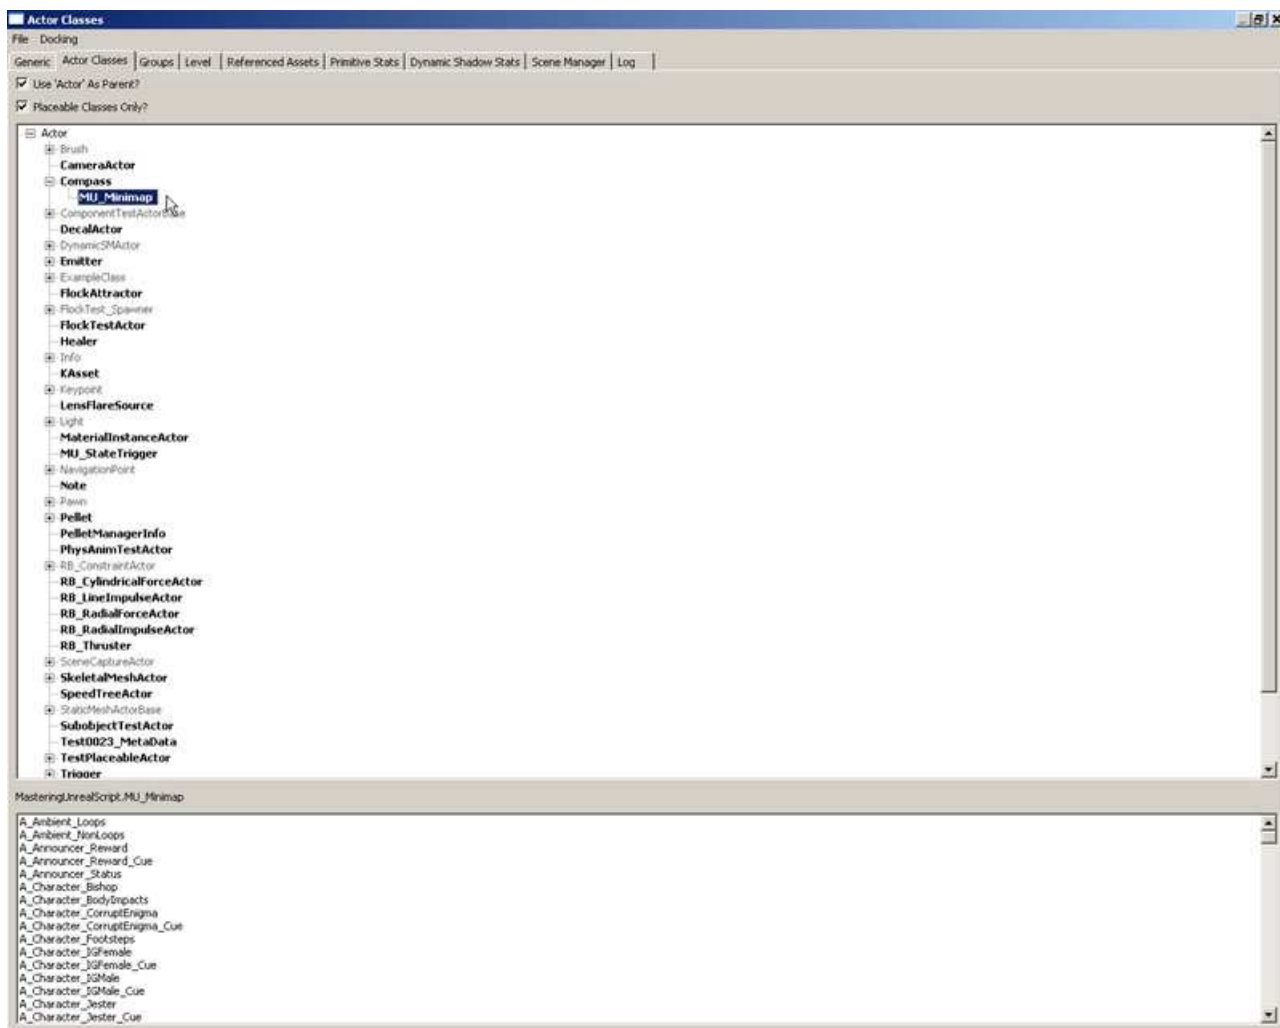 Actor Classes
File Docking
Generic Actor Classes Groups Level Referenced Assets Primitive Stats Dynamic Shadow Stats Scene Manager Log
Use 'Actor' As Parent?
Placeable Classes Only?
Actor
Brush
CameraActor
Compass
MU_Minimap
ComponentTestActorBase
DecalActor
DynamicSMActor
Emitter
ExampleClass
FlockAttractor
FlockTest_Spawner
FlockTestActor
Healer
Info
KAsset
Keypoint
LensFlareSource
Light
MaterialInstanceActor
MU_StateTrigger
NavigationPoint
Note
Pawn
Pellet
PelletManagerInfo
PhysAnimTestActor
RB_ConstraintActor
RB_CylindricalForceActor
RB_LineImpulseActor
RB_RadialForceActor
RB_RadialImpulseActor
RB_Thruster
SceneCaptureActor
SkeletalMeshActor
SpeedTreeActor
StaticMeshActorBase
SubobjectTestActor
Test0023_MetaData
TestPlaceableActor
Trigger
MasteringUnrealScript.MU_Minimap
A_Ambient_Loops
A_Ambient_NonLoops
A_Announcer_Reward
A_Announcer_Reward_Cue
A_Announcer_Status
A_Character_Bishop
A_Character_BodyImpacts
A_Character_CorruptEnigma
A_Character_CorruptEnigma_Cue
A_Character_Footsteps
A_Character_IGFemale
A_Character_IGFemale_Cue
A_Character_IGMale
A_Character_IGMale_Cue
A_Character_Jester
A_Character_Jester_Cue